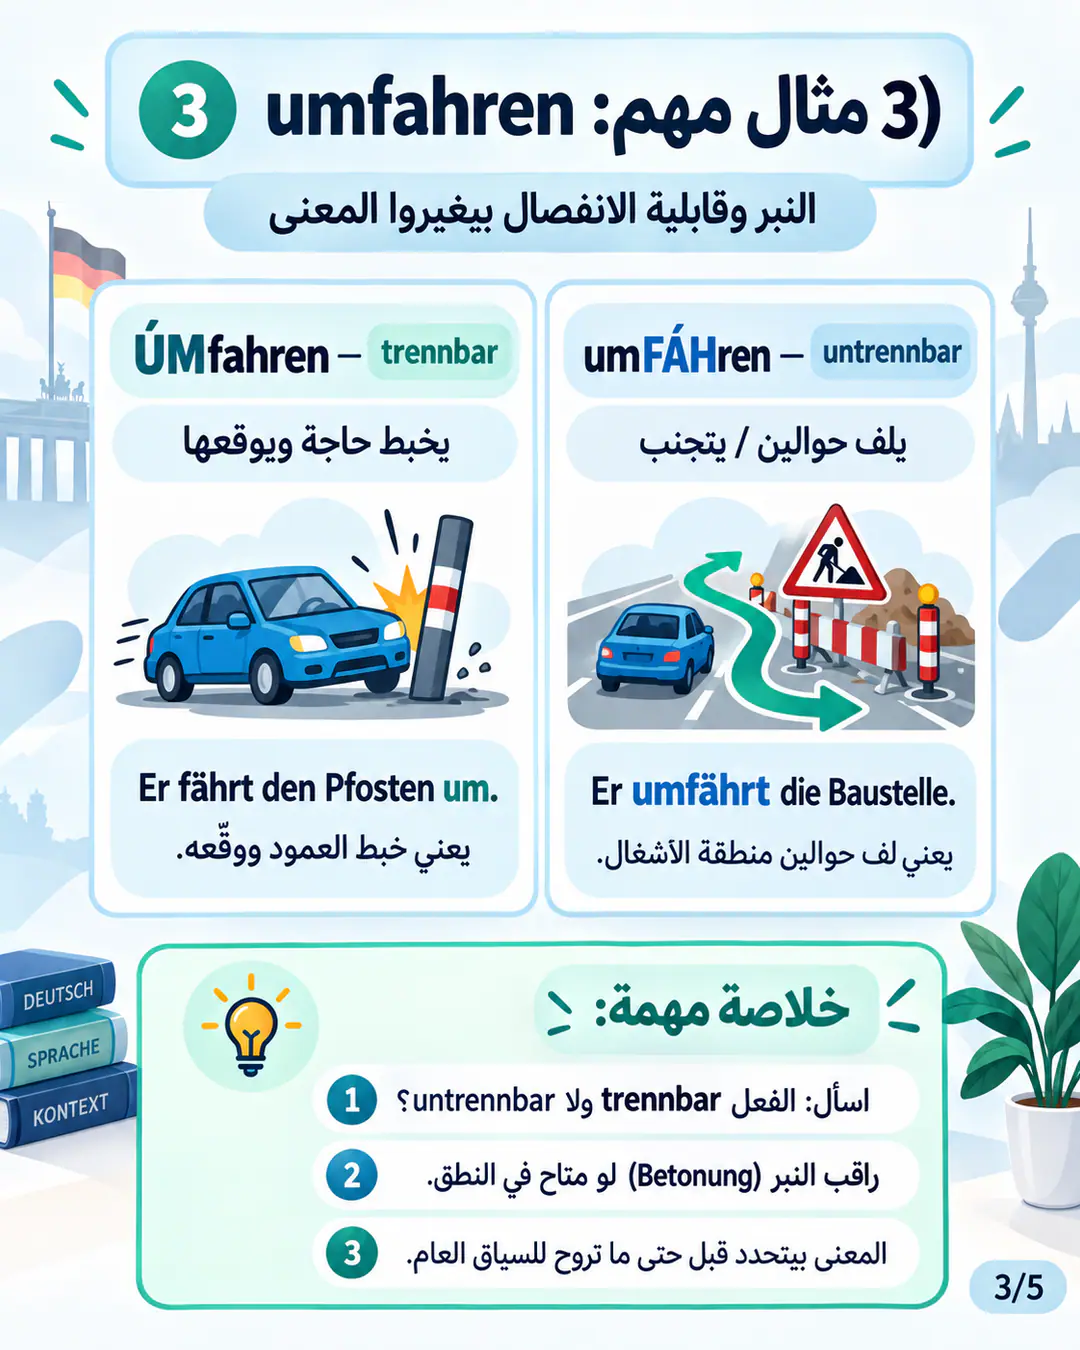 3
3) مثال مهم: umfahren
النبر وقابلية الانفصال بيغيروا المعنى
ÚMfahren – trennbar
يخبط حاجة ويوقعها
Er fährt den Pfosten um.
يعني خبط العمود ووقّعه.
umFÁHren – untrennbar
يلف حوالين / يتجنب
Er umfährt die Baustelle.
يعني لف حوالين منطقة الأشغال.
خلاصة مهمة:
1 اسأل: الفعل trennbar ولا untrennbar؟
2 راقب النبر (Betonung) لو متاح في النطق.
3 المعنى بيتحدد قبل حتى ما تروح للسياق العام.
DEUTSCH
SPRACHE
KONTEXT
3/5